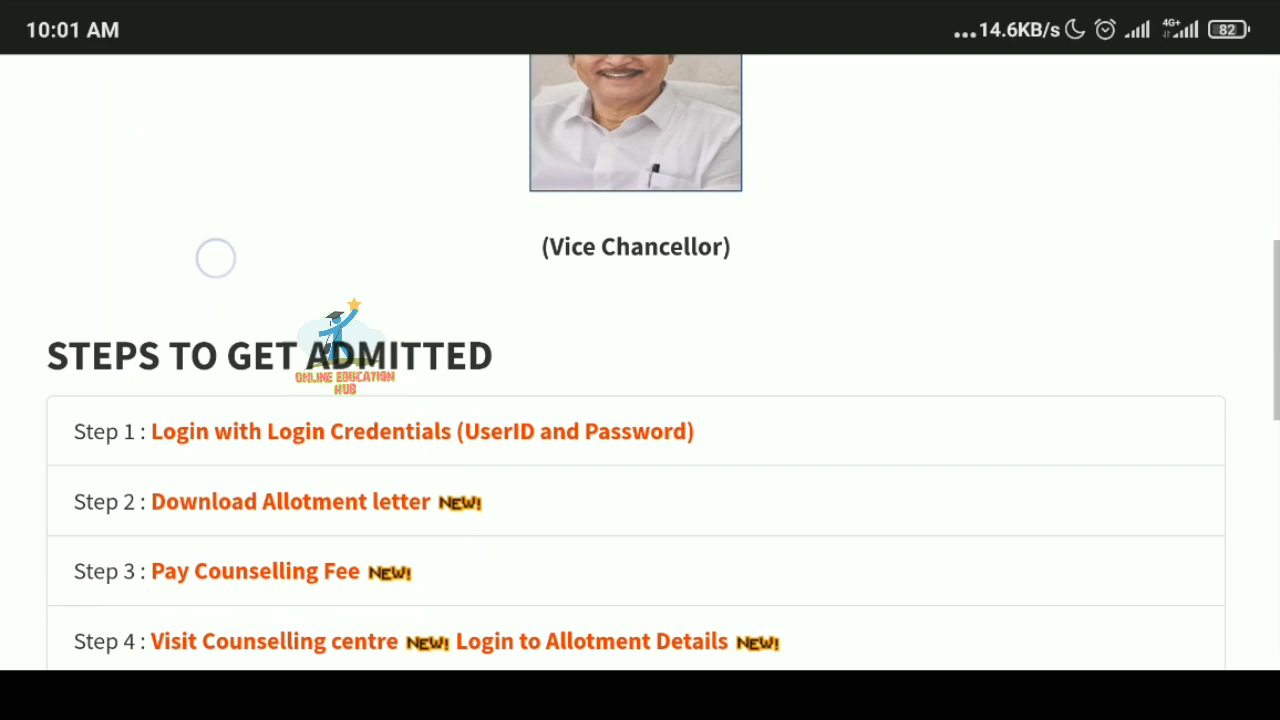 10:01 AM
...14.6KB/s 4G+ 82
(Vice Chancellor)
STEPS TO GET ADMITTED
ONLINE EDUCATION
HUB
Step 1 : Login with Login Credentials (UserID and Password)
Step 2 : Download Allotment letter NEW!
Step 3 : Pay Counselling Fee NEW!
Step 4 : Visit Counselling centre NEW! Login to Allotment Details NEW!